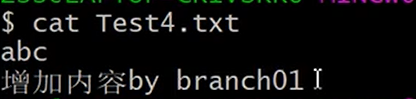 $ cat Test4.txt
abc
增加内容by branch01